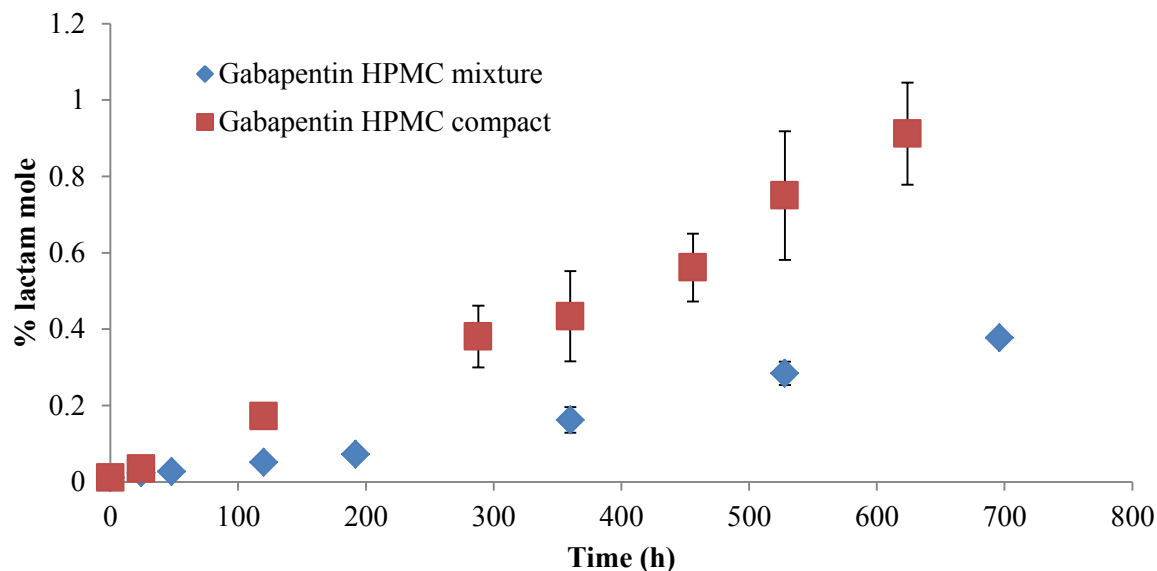 1.2
Gabapentin HPMC mixture
1
Gabapentin HPMC compact
0.8
0.6
0.4
0.2
0
% lactam mole
0 100 200 300 400 500 600 700 800
Time (h)